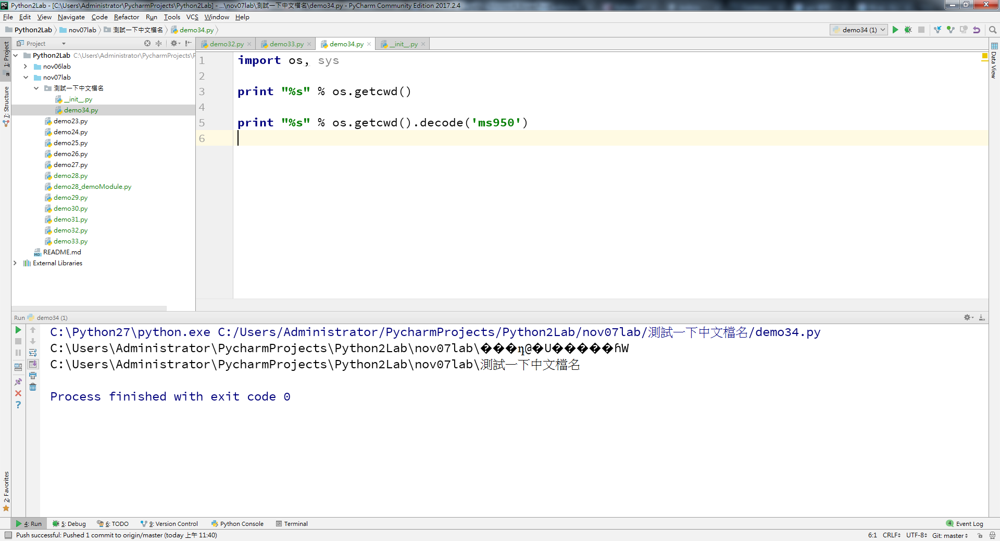 Python2Lab - [C:\Users\Administrator\PycharmProjects\Python2Lab] - ...\nov07lab\測試一下中文檔名\demo34.py - PyCharm Community Edition 2017.2.4
File Edit View Navigate Code Refactor Run Tools VCS Window Help
Python2Lab nov07lab 測試一下中文檔名 demo34.py demo34 (1)
Project demo32.py demo33.py demo34.py __init__.py
1: Project
7: Structure
2: Favorites
Data View
Python2Lab C:\Users\Administrator\PycharmProjects\P
nov06lab
nov07lab
測試一下中文檔名
__init__.py
demo34.py
demo23.py
demo24.py
demo25.py
demo26.py
demo27.py
demo28.py
demo28_demoModule.py
demo29.py
demo30.py
demo31.py
demo32.py
demo33.py
README.md
External Libraries
1 import os, sys
2
3 print "%s" % os.getcwd()
4
5 print "%s" % os.getcwd().decode('ms950')
6
Run demo34 (1)
C:\Python27\python.exe C:/Users/Administrator/PycharmProjects/Python2Lab/nov07lab/測試一下中文檔名/demo34.py
C:\Users\Administrator\PycharmProjects\Python2Lab\nov07lab\���դ@�U�����ɦW
C:\Users\Administrator\PycharmProjects\Python2Lab\nov07lab\測試一下中文檔名
Process finished with exit code 0
4: Run 5: Debug 6: TODO 9: Version Control Python Console Terminal 4 Event Log
Push successful: Pushed 1 commit to origin/master (today 上午 11:40) 6:1 CRLF UTF-8 Git: master